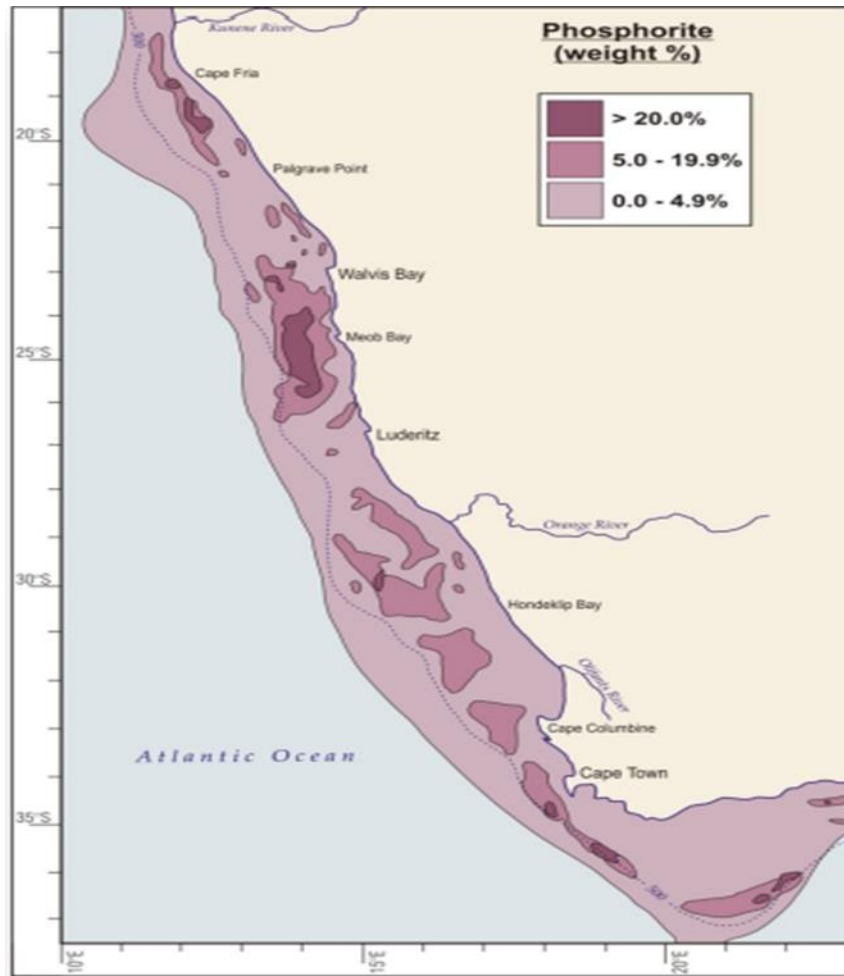 Phosphorite
(weight %)
> 20.0%
5.0 - 19.9%
0.0 - 4.9%
Kunene River
500
Cape Fria
20°S
Palgrave Point
Walvis Bay
Meob Bay
25°S
Luderitz
Orange River
30°S
Hondeklip Bay
Olifants River
Cape Columbine
Atlantic Ocean
Cape Town
35°S
500